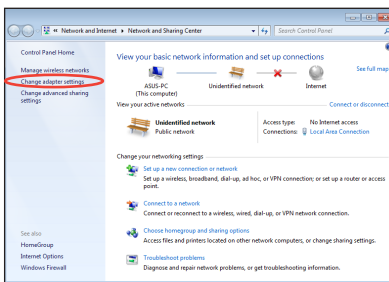 « Network and Internet ▸ Network and Sharing Center
Search Control Panel
Control Panel Home
Manage wireless networks
Change adapter settings
Change advanced sharing
settings
View your basic network information and set up connections
See full map
ASUS-PC
(This computer)
Unidentified network
Internet
View your active networks
Connect or disconnect
Unidentified network
Public network
Access type: No Internet access
Connections: Local Area Connection
Change your networking settings
Set up a new connection or network
Set up a wireless, broadband, dial-up, ad hoc, or VPN connection; or set up a router or access
point.
Connect to a network
Connect or reconnect to a wireless, wired, dial-up, or VPN network connection.
Choose homegroup and sharing options
Access files and printers located on other network computers, or change sharing settings.
Troubleshoot problems
Diagnose and repair network problems, or get troubleshooting information.
See also
HomeGroup
Internet Options
Windows Firewall